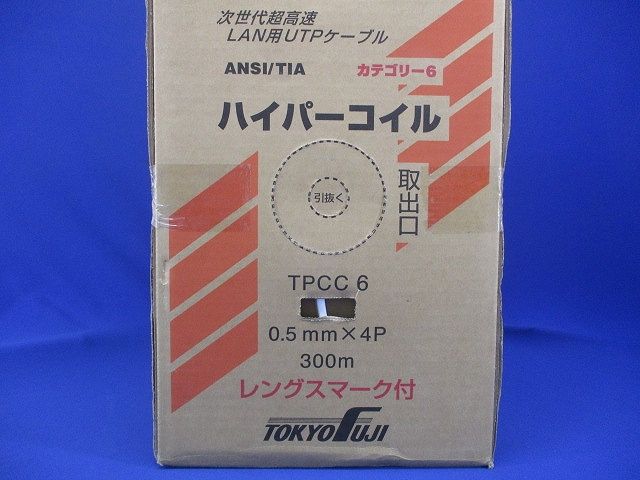 次世代超高速
LAN用UTPケーブル
ANSI/TIA カテゴリー6
ハイパーコイル
引抜く
取出口
TPCC 6
0.5mm×4P
300m
レングスマーク付
TOKYO FUJI